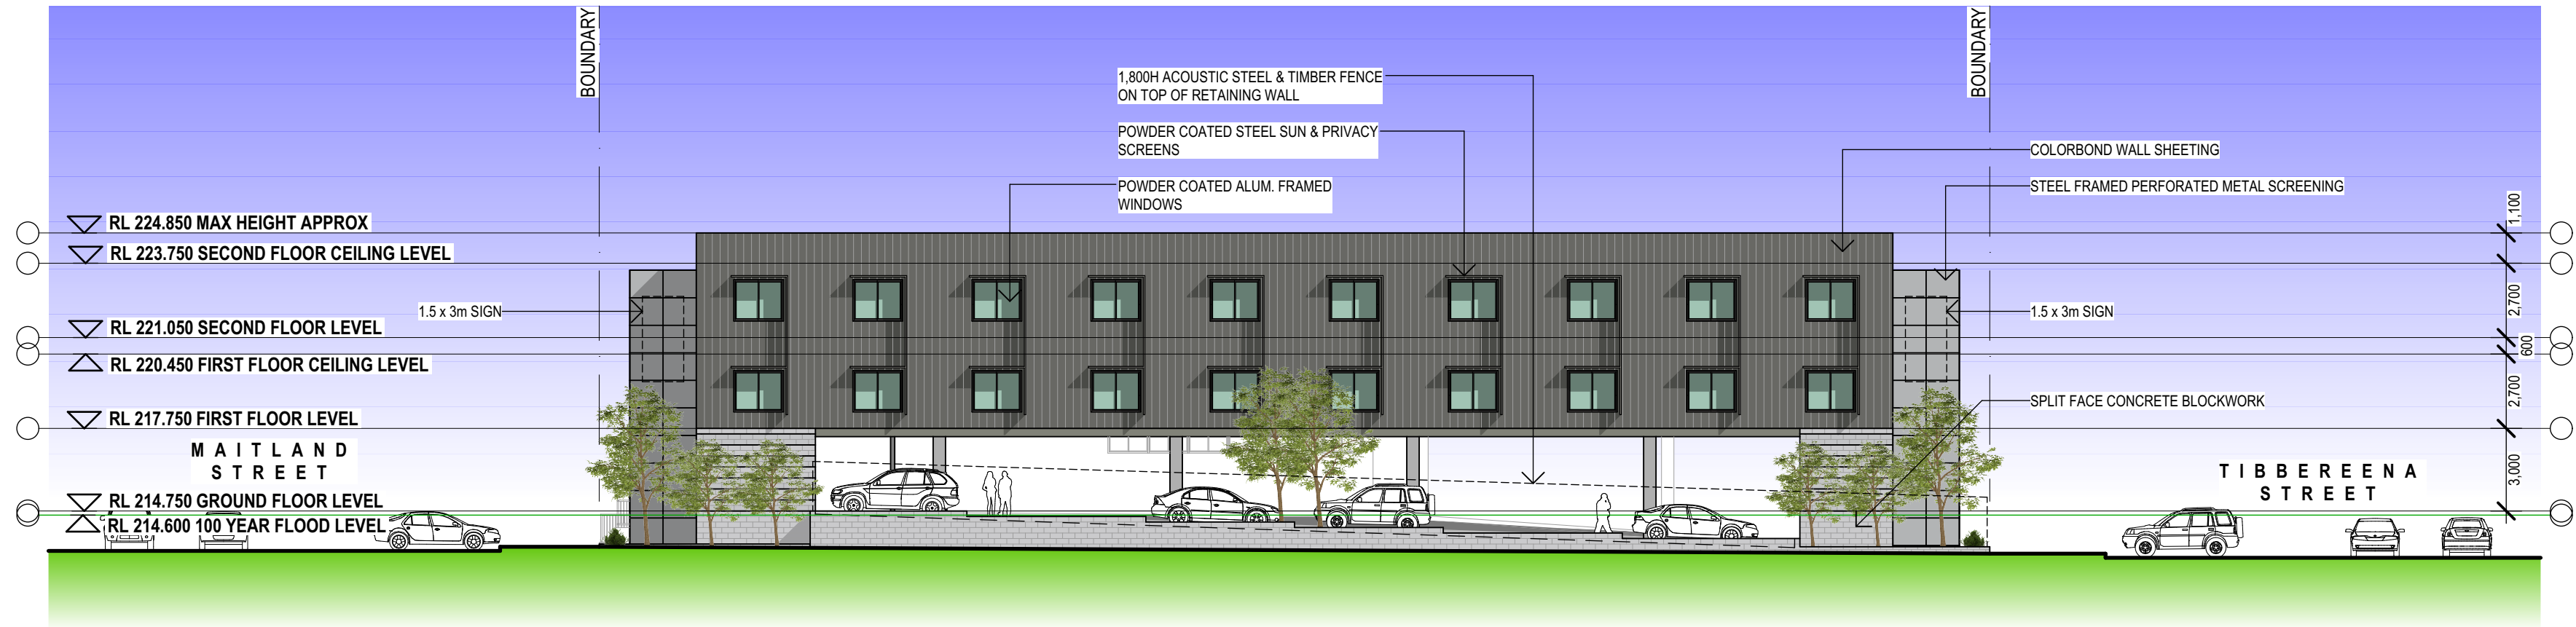 BOUNDARY
BOUNDARY
1,800H ACOUSTIC STEEL & TIMBER FENCE
ON TOP OF RETAINING WALL
POWDER COATED STEEL SUN & PRIVACY
SCREENS
POWDER COATED ALUM. FRAMED
WINDOWS
COLORBOND WALL SHEETING
STEEL FRAMED PERFORATED METAL SCREENING
RL 224.850 MAX HEIGHT APPROX
RL 223.750 SECOND FLOOR CEILING LEVEL
1.5 x 3m SIGN
RL 221.050 SECOND FLOOR LEVEL
RL 220.450 FIRST FLOOR CEILING LEVEL
RL 217.750 FIRST FLOOR LEVEL
MAITLAND
STREET
RL 214.750 GROUND FLOOR LEVEL
RL 214.600 100 YEAR FLOOD LEVEL
1.5 x 3m SIGN
SPLIT FACE CONCRETE BLOCKWORK
TIBBEREENA
STREET
1,100
2,700
600
2,700
3,000